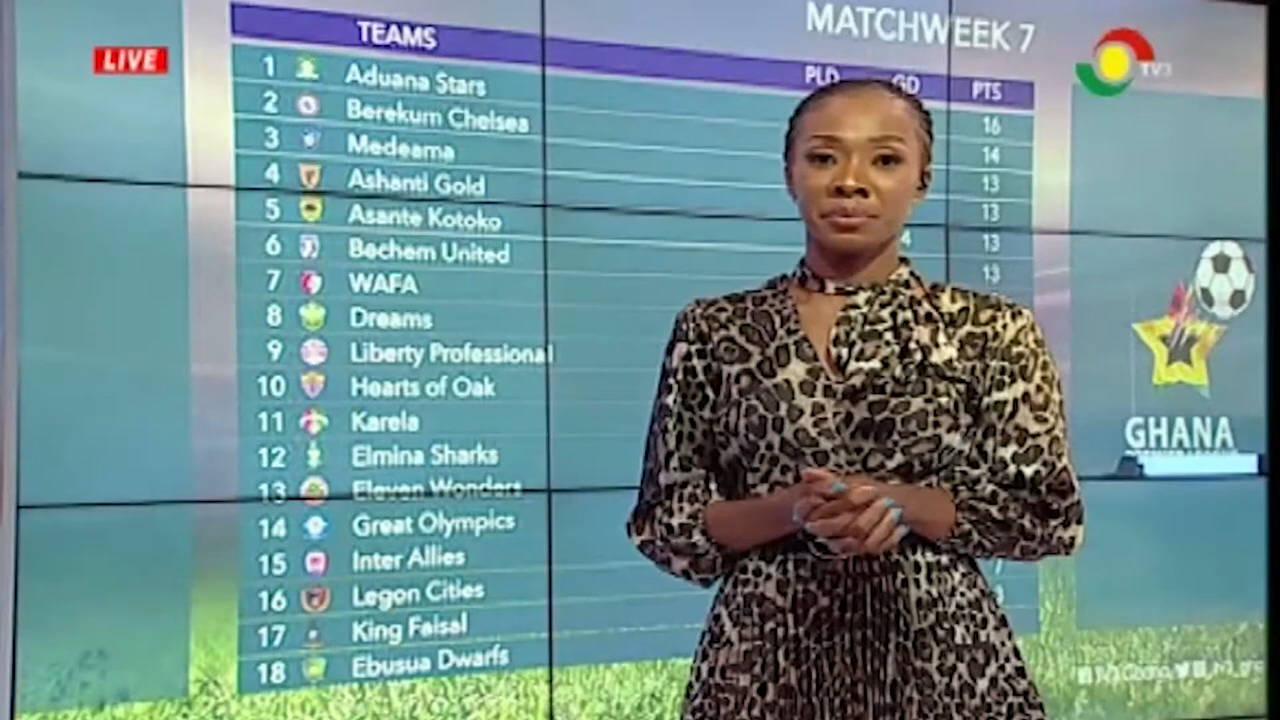 LIVE
MATCHWEEK 7
TV3
TEAMS PLD GD PTS
1 Aduana Stars 16
2 Berekum Chelsea 14
3 Medeama 13
4 Ashanti Gold 13
5 Asante Kotoko 13
6 Bechem United 4 13
7 WAFA
8 Dreams
9 Liberty Professional
10 Hearts of Oak
11 Karela
12 Elmina Sharks
13 Eleven Wonders
14 Great Olympics
15 Inter Allies
16 Legon Cities
17 King Faisal
18 Ebusua Dwarfs
GHANA